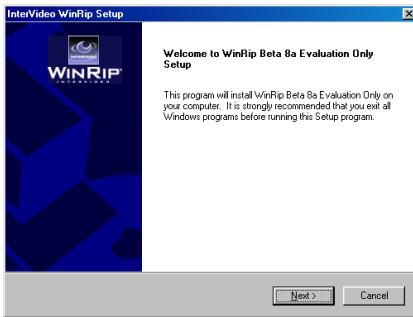 InterVideo WinRip Setup
INTERVIDEO
WINRIP
INTERVIDEO
Welcome to WinRip Beta 8a Evaluation Only
Setup
This program will install WinRip Beta 8a Evaluation Only on
your computer. It is strongly recommended that you exit all
Windows programs before running this Setup program.
Next >
Cancel